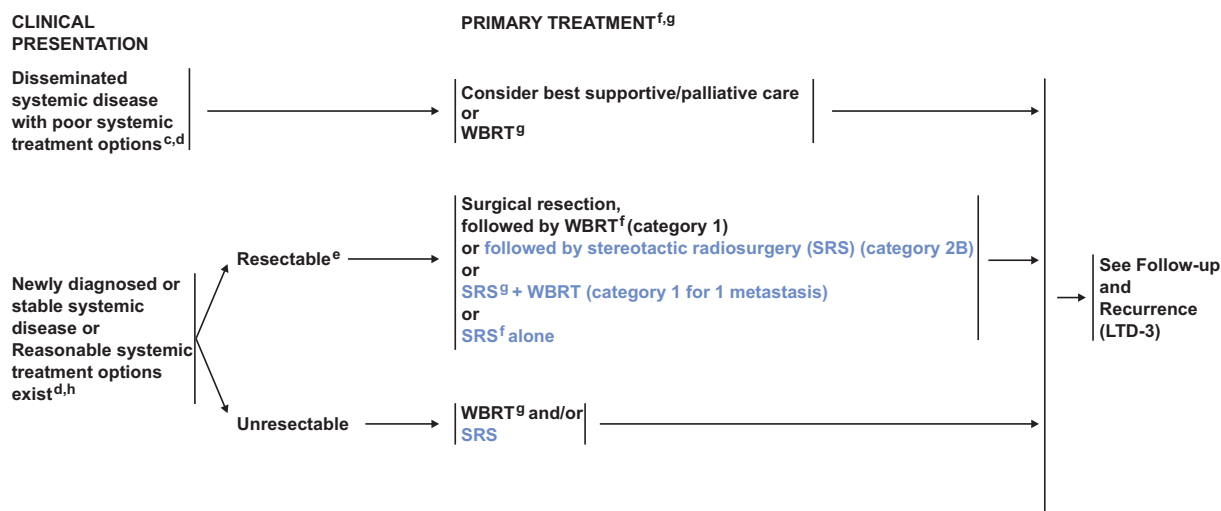 CLINICAL
PRESENTATION
PRIMARY TREATMENTf,g
Disseminated
systemic disease
with poor systemic
treatment optionsc,d
Consider best supportive/palliative care
or
WBRTg
Newly diagnosed or
stable systemic
disease or
Reasonable systemic
treatment options
existd,h
Resectablee
Surgical resection,
followed by WBRTf (category 1)
or followed by stereotactic radiosurgery (SRS) (category 2B)
or
SRSg + WBRT (category 1 for 1 metastasis)
or
SRSf alone
Unresectable
WBRTg and/or
SRS
See Follow-up
and
Recurrence
(LTD-3)